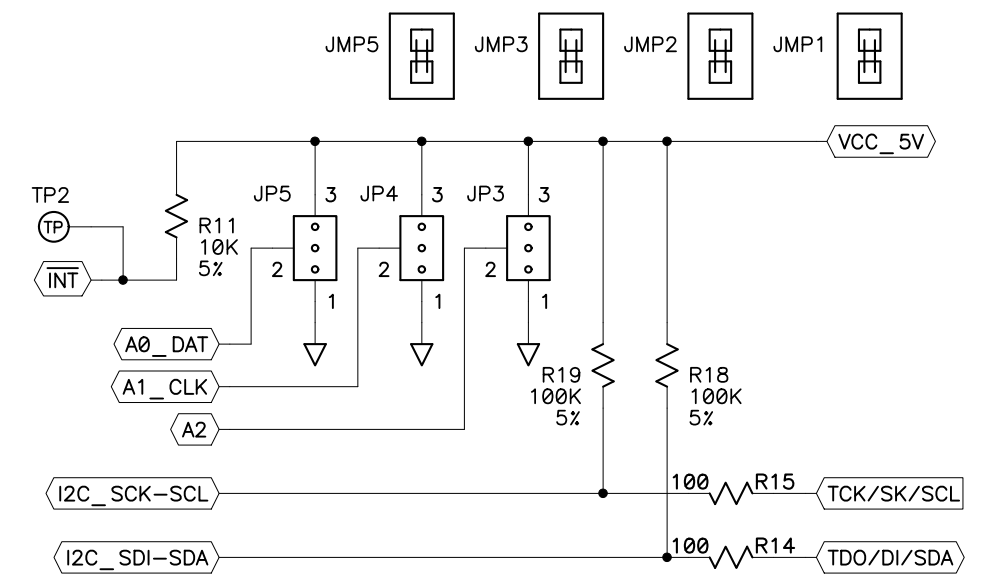 JMP5
JMP3
JMP2
JMP1
VCC_5V
TP2
TP
JP5
3
JP4
3
JP3
3
R11
10K
5%
INT
2
2
2
1
1
1
A0_DAT
A1_CLK
A2
R19
100K
5%
R18
100K
5%
I2C_SCK-SCL
100
R15
TCK/SK/SCL
I2C_SDI-SDA
100
R14
TDO/DI/SDA